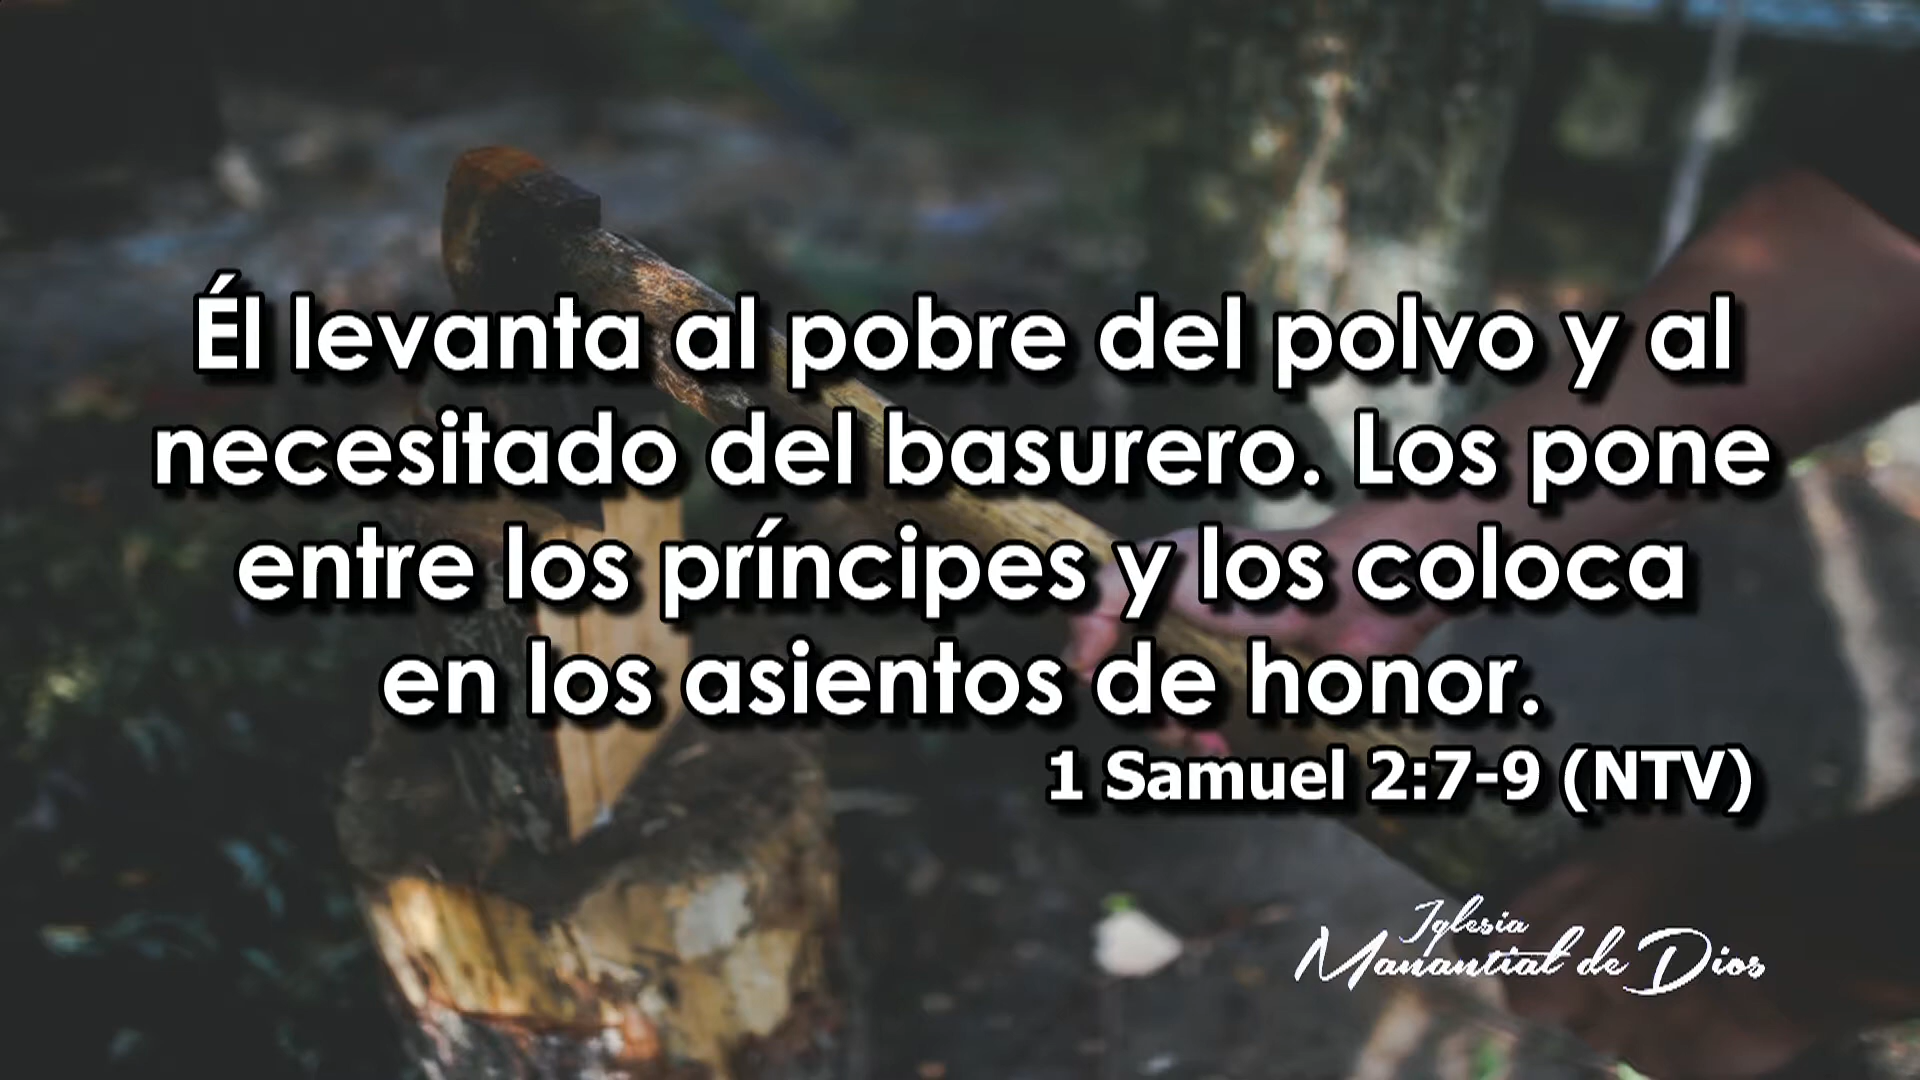 Él levanta al pobre del polvo y al
necesitado del basurero. Los pone
entre los príncipes y los coloca
en los asientos de honor.
1 Samuel 2:7-9 (NTV)
Iglesia
Manantial de Dios